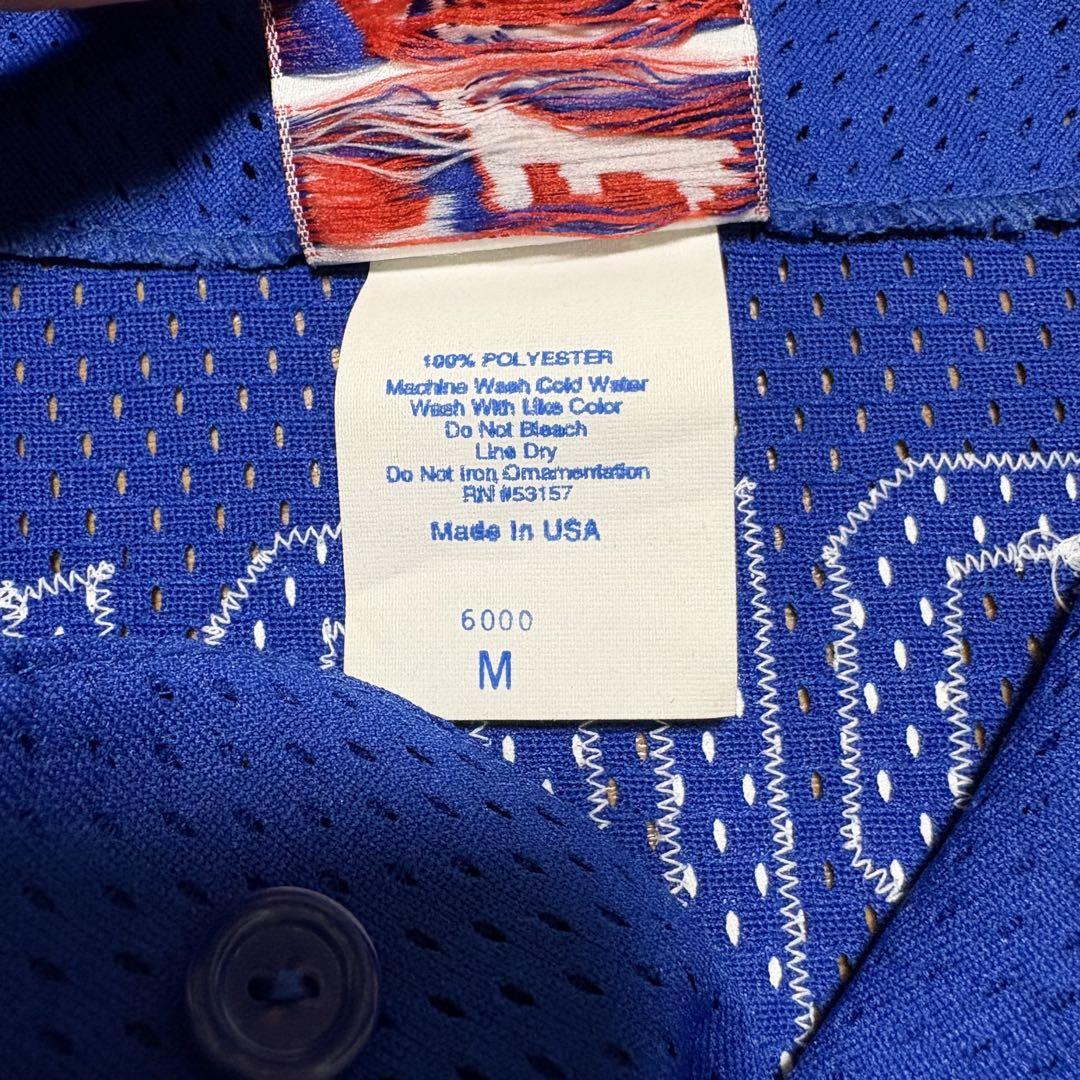 100% POLYESTER
Machine Wash Cold Water
Wash With Like Color
Do Not Bleach
Line Dry
Do Not Iron Ornamentation
RN #53157
Made In USA
6000
M